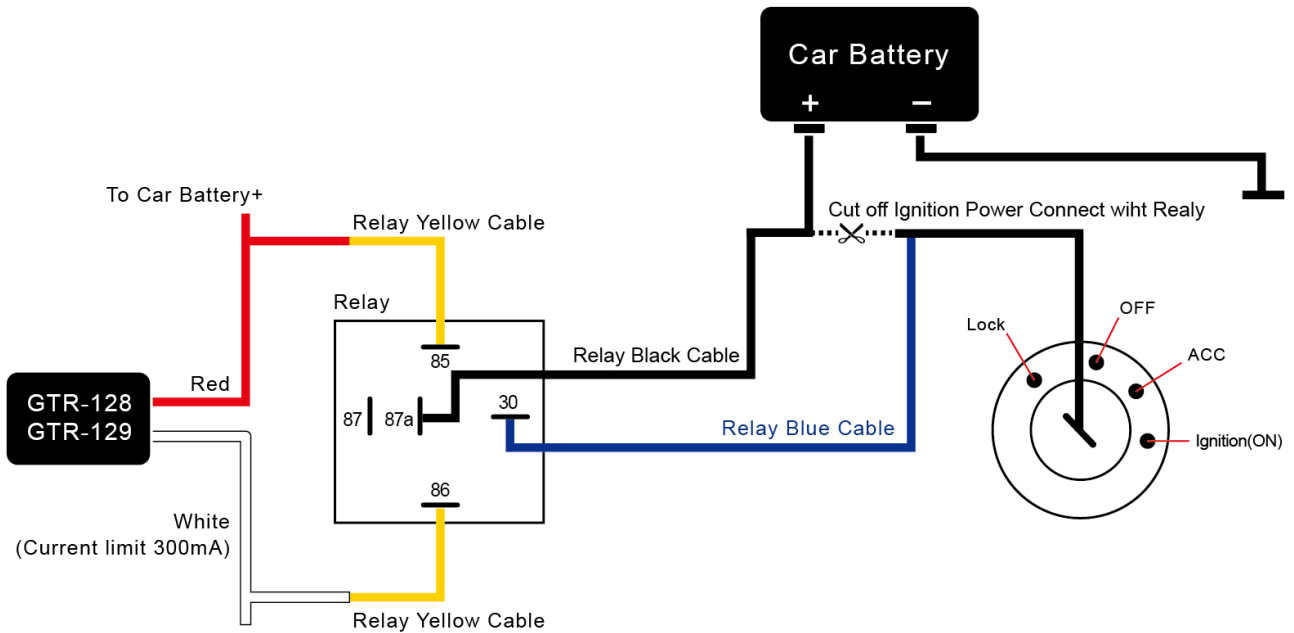 Car Battery
+ −
To Car Battery+
Relay Yellow Cable
Cut off Ignition Power Connect wiht Realy
Relay
OFF
Lock
ACC
85
Relay Black Cable
Red
GTR-128
GTR-129
87
87a
30
Relay Blue Cable
Ignition(ON)
86
White
(Current limit 300mA)
Relay Yellow Cable